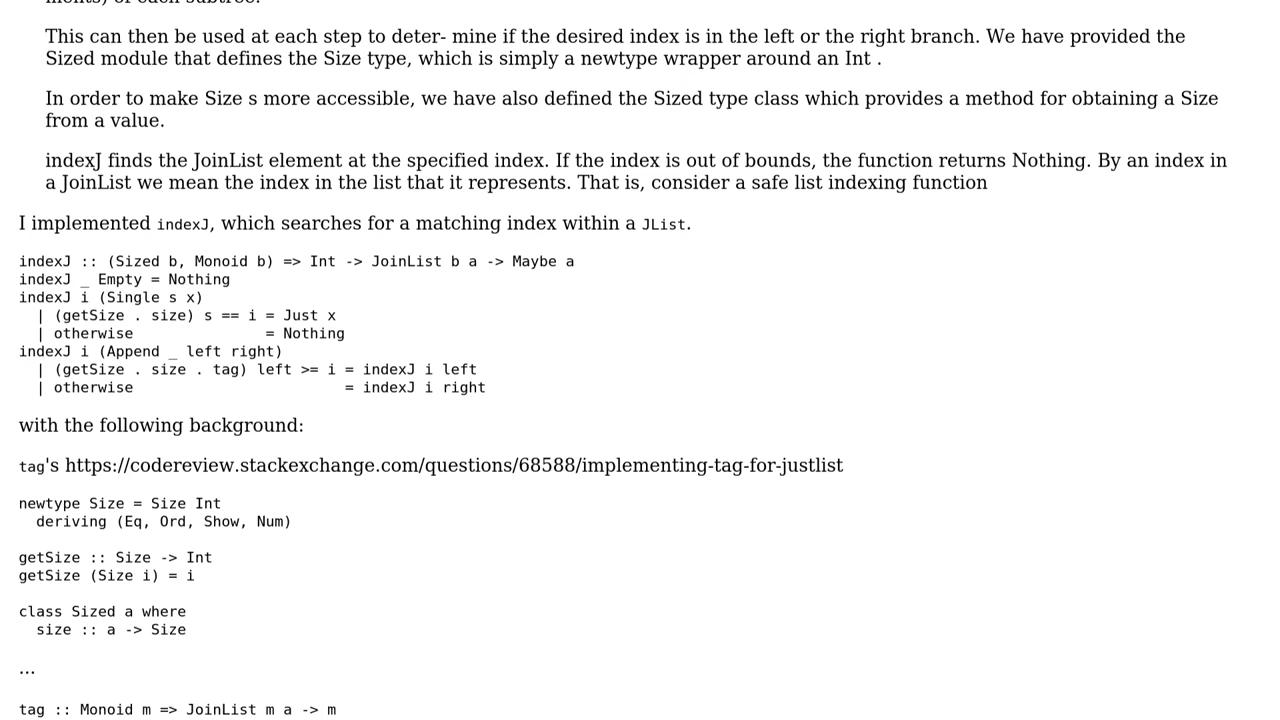 This can then be used at each step to deter- mine if the desired index is in the left or the right branch. We have provided the
Sized module that defines the Size type, which is simply a newtype wrapper around an Int .
In order to make Size s more accessible, we have also defined the Sized type class which provides a method for obtaining a Size
from a value.
indexJ finds the JoinList element at the specified index. If the index is out of bounds, the function returns Nothing. By an index in
a JoinList we mean the index in the list that it represents. That is, consider a safe list indexing function
I implemented indexJ, which searches for a matching index within a JList.
indexJ :: (Sized b, Monoid b) => Int -> JoinList b a -> Maybe a
indexJ _ Empty = Nothing
indexJ i (Single s x)
  | (getSize . size) s == i = Just x
  | otherwise               = Nothing
indexJ i (Append _ left right)
  | (getSize . size . tag) left >= i = indexJ i left
  | otherwise                        = indexJ i right
with the following background:
tag's https://codereview.stackexchange.com/questions/68588/implementing-tag-for-justlist
newtype Size = Size Int
  deriving (Eq, Ord, Show, Num)
getSize :: Size -> Int
getSize (Size i) = i
class Sized a where
  size :: a -> Size
...
tag :: Monoid m => JoinList m a -> m